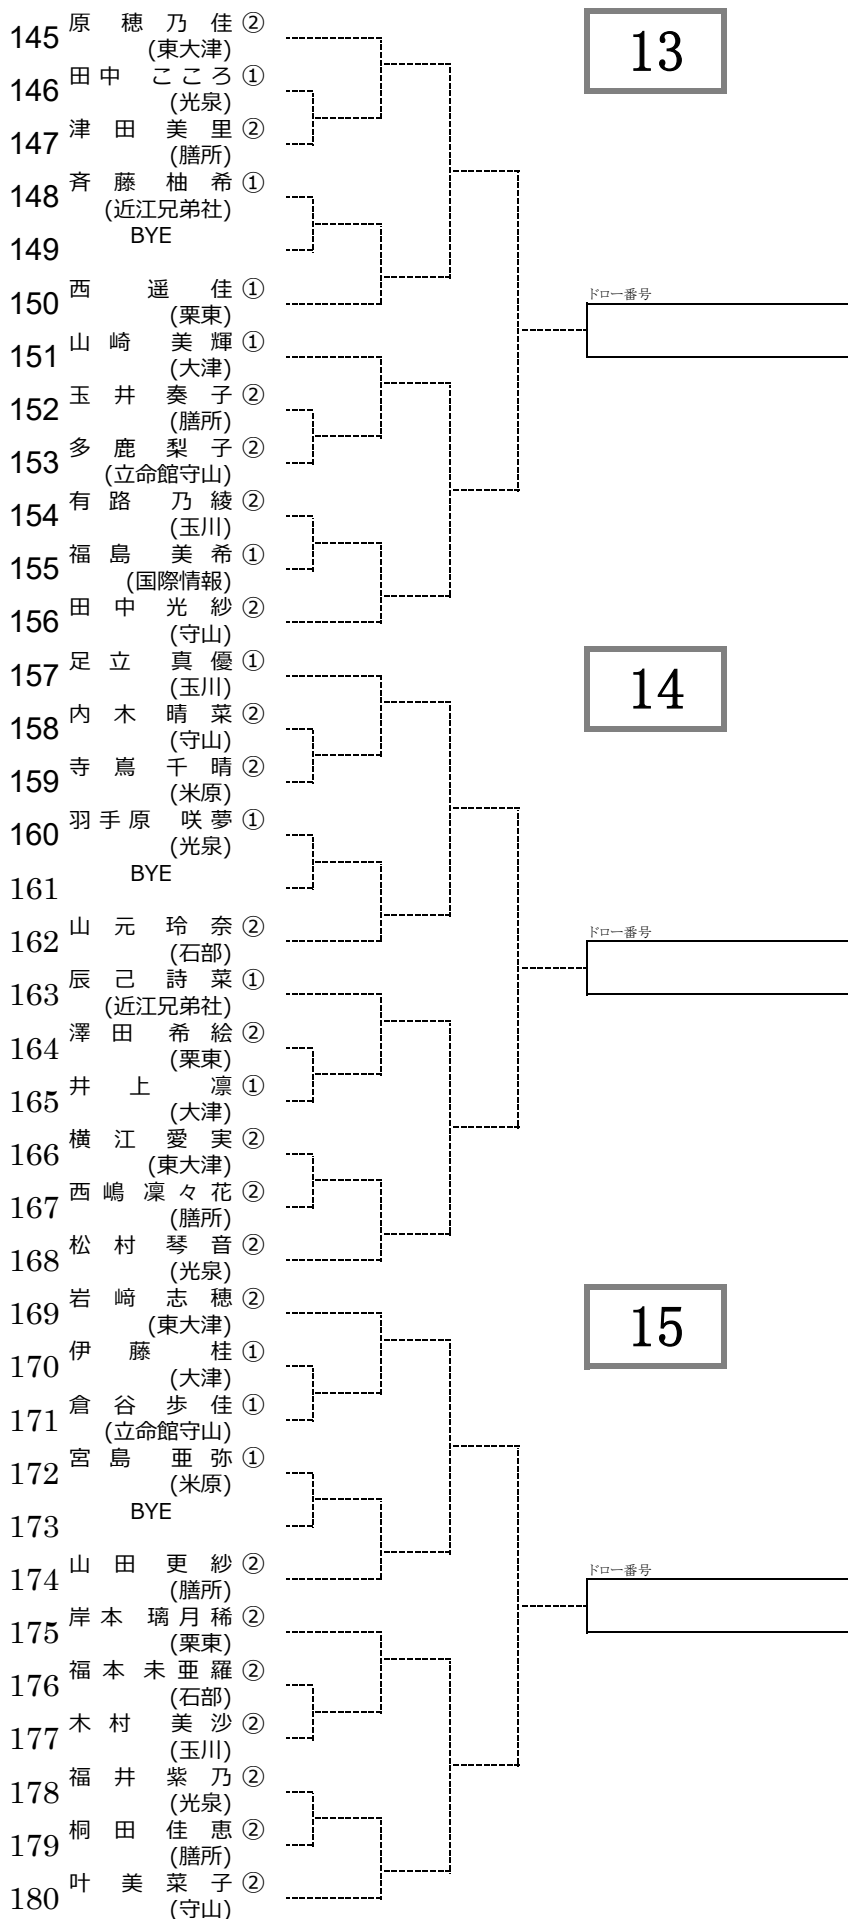 145 原 穂 乃 佳 ②
(東大津)
13
146 田 中 こ こ ろ ①
(光泉)
147 津 田 美 里 ②
(膳所)
148 斉 藤 柚 希 ①
(近江兄弟社)
149 BYE
150 西 遥 佳 ①
(栗東)
ドロー番号
151 山 崎 美 輝 ①
(大津)
152 玉 井 奏 子 ②
(膳所)
153 多 鹿 梨 子 ②
(立命館守山)
154 有 路 乃 綾 ②
(玉川)
155 福 島 美 希 ①
(国際情報)
156 田 中 光 紗 ②
(守山)
157 足 立 真 優 ①
(玉川)
14
158 内 木 晴 菜 ②
(守山)
159 寺 嶌 千 晴 ②
(米原)
160 羽 手 原 咲 夢 ①
(光泉)
161 BYE
162 山 元 玲 奈 ②
(石部)
ドロー番号
163 辰 己 詩 菜 ①
(近江兄弟社)
164 澤 田 希 絵 ②
(栗東)
165 井 上 凛 ①
(大津)
166 横 江 愛 実 ②
(東大津)
167 西 嶋 凜 々 花 ②
(膳所)
168 松 村 琴 音 ②
(光泉)
169 岩 﨑 志 穂 ②
(東大津)
15
170 伊 藤 桂 ①
(大津)
171 倉 谷 歩 佳 ①
(立命館守山)
172 宮 島 亜 弥 ①
(米原)
173 BYE
174 山 田 更 紗 ②
(膳所)
ドロー番号
175 岸 本 璃 月 稀 ②
(栗東)
176 福 本 未 亜 羅 ②
(石部)
177 木 村 美 沙 ②
(玉川)
178 福 井 紫 乃 ②
(光泉)
179 桐 田 佳 恵 ②
(膳所)
180 叶 美 菜 子 ②
(守山)